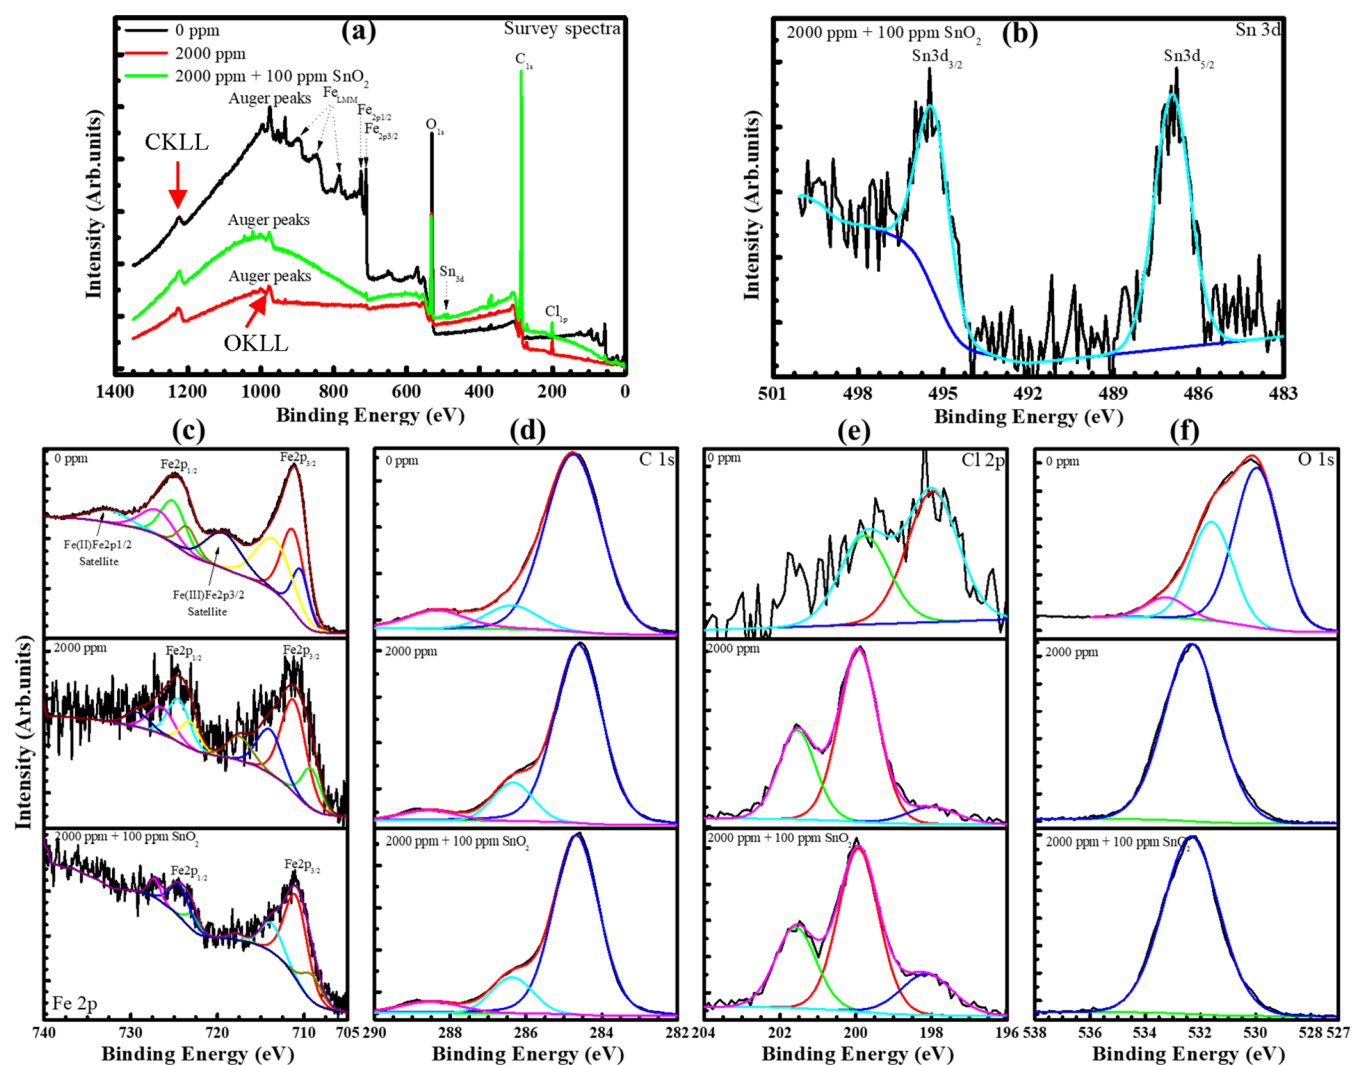 (a)
0 ppm
2000 ppm
2000 ppm + 100 ppm SnO2
Survey spectra
Auger peaks
FeLMM
Fe2p1/2
Fe2p3/2
O1s
C1s
CKLL
Auger peaks
Auger peaks
OKLL
Sn3d
Cl1p
Intensity (Arb.units)
1400 1200 1000 800 600 400 200 0
Binding Energy (eV)
(b)
2000 ppm + 100 ppm SnO2
Sn 3d
Sn3d3/2
Sn3d5/2
Intensity (Arb.units)
501 498 495 492 489 486 483
Binding Energy (eV)
(c)
0 ppm
Fe2p1/2
Fe2p3/2
Fe(II)Fe2p1/2
Satellite
Fe(III)Fe2p3/2
Satellite
2000 ppm
Fe2p1/2
Fe2p3/2
2000 ppm + 100 ppm SnO2
Fe2p1/2
Fe2p3/2
Fe 2p
Intensity (Arb.units)
740 730 720 710 705
Binding Energy (eV)
(d)
0 ppm
C 1s
2000 ppm
2000 ppm + 100 ppm SnO2
290 288 286 284 282
Binding Energy (eV)
(e)
0 ppm
Cl 2p
2000 ppm
2000 ppm + 100 ppm SnO2
204 202 200 198 196
Binding Energy (eV)
(f)
0 ppm
O 1s
2000 ppm
2000 ppm + 100 ppm SnO2
538 536 534 532 530 528 527
Binding Energy (eV)